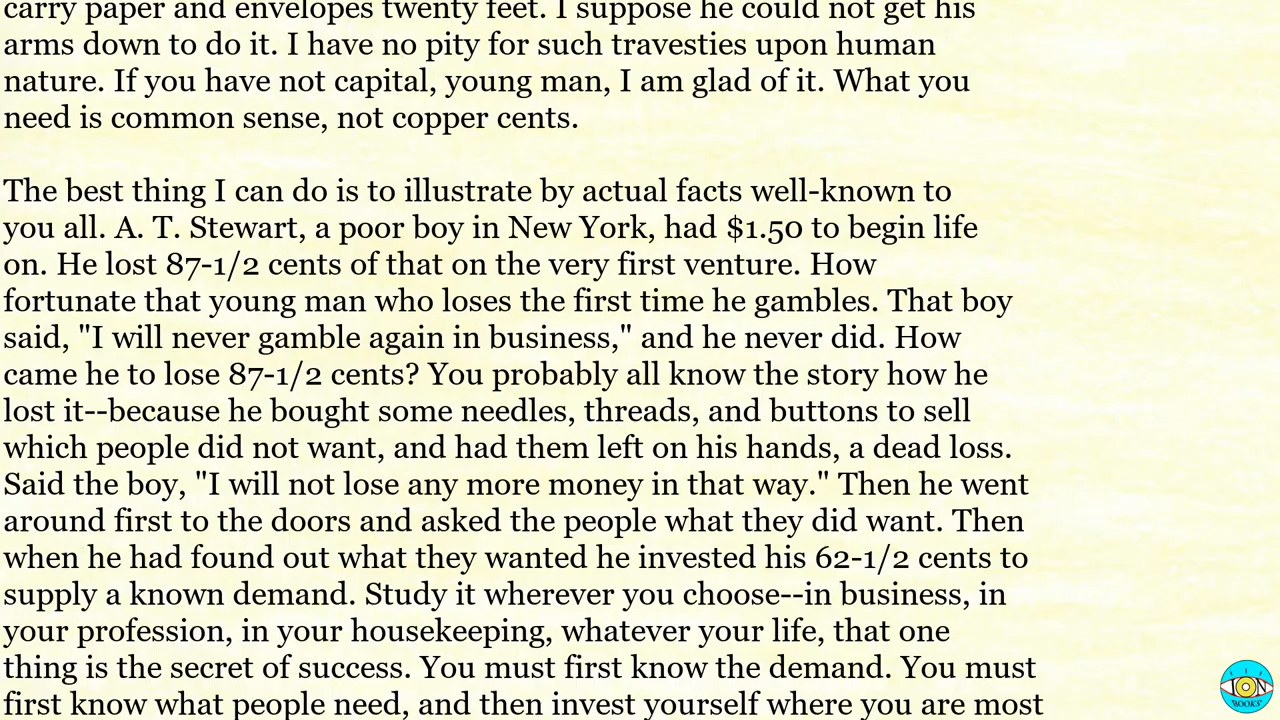 carry paper and envelopes twenty feet. I suppose he could not get his
arms down to do it. I have no pity for such travesties upon human
nature. If you have not capital, young man, I am glad of it. What you
need is common sense, not copper cents.
The best thing I can do is to illustrate by actual facts well-known to
you all. A. T. Stewart, a poor boy in New York, had $1.50 to begin life
on. He lost 87-1/2 cents of that on the very first venture. How
fortunate that young man who loses the first time he gambles. That boy
said, "I will never gamble again in business," and he never did. How
came he to lose 87-1/2 cents? You probably all know the story how he
lost it--because he bought some needles, threads, and buttons to sell
which people did not want, and had them left on his hands, a dead loss.
Said the boy, "I will not lose any more money in that way." Then he went
around first to the doors and asked the people what they did want. Then
when he had found out what they wanted he invested his 62-1/2 cents to
supply a known demand. Study it wherever you choose--in business, in
your profession, in your housekeeping, whatever your life, that one
thing is the secret of success. You must first know the demand. You must
first know what people need, and then invest yourself where you are most
ION
BOOKS